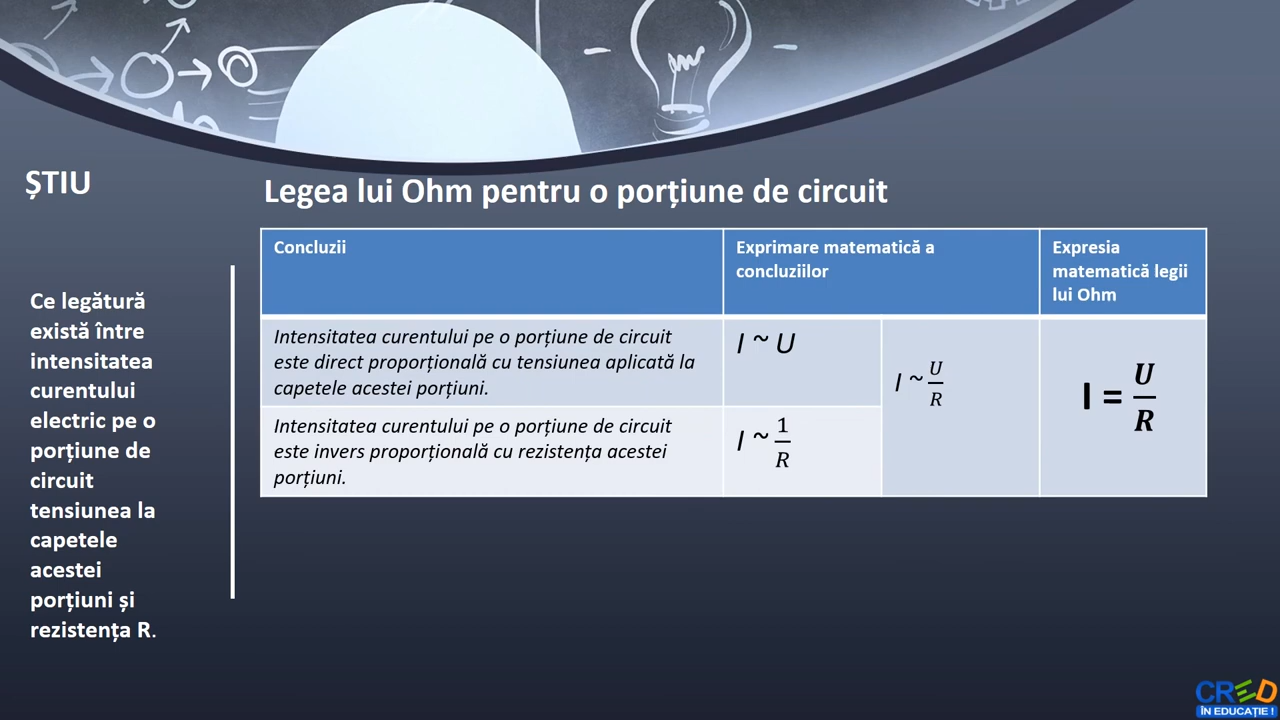 ȘTIU
Legea lui Ohm pentru o porțiune de circuit
Ce legătură
există între
intensitatea
curentului
electric pe o
porțiune de
circuit
tensiunea la
capetele
acestei
porțiuni și
rezistența R.
Concluzii
Exprimare matematică a
concluziilor
Expresia
matematică legii
lui Ohm
Intensitatea curentului pe o porțiune de circuit
este direct proporțională cu tensiunea aplicată la
capetele acestei porțiuni.
I ~ U
Intensitatea curentului pe o porțiune de circuit
este invers proporțională cu rezistența acestei
porțiuni.
I ~ 1/R
I ~ U/R
I = U/R
CRED
ÎN EDUCAȚIE !